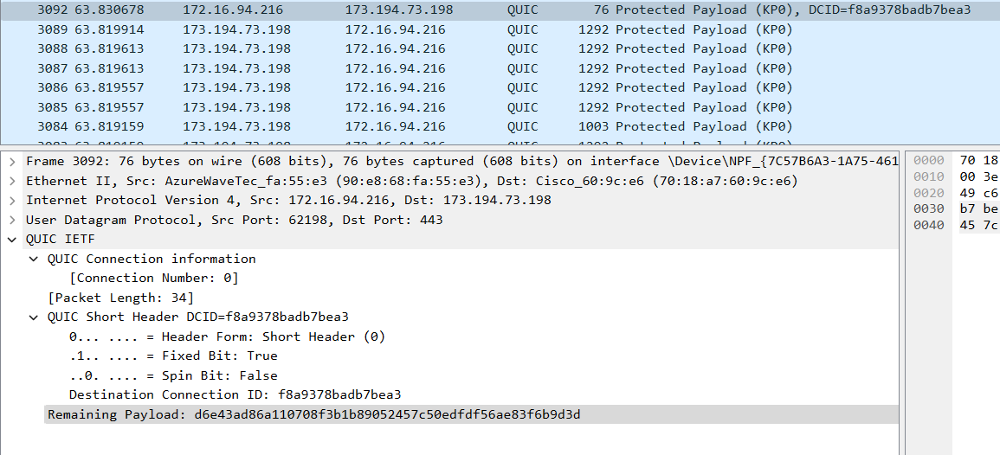 3092 63.830678 172.16.94.216 173.194.73.198 QUIC 76 Protected Payload (KP0), DCID=f8a9378badb7bea3
3089 63.819914 173.194.73.198 172.16.94.216 QUIC 1292 Protected Payload (KP0)
3088 63.819613 173.194.73.198 172.16.94.216 QUIC 1292 Protected Payload (KP0)
3087 63.819613 173.194.73.198 172.16.94.216 QUIC 1292 Protected Payload (KP0)
3086 63.819557 173.194.73.198 172.16.94.216 QUIC 1292 Protected Payload (KP0)
3085 63.819557 173.194.73.198 172.16.94.216 QUIC 1292 Protected Payload (KP0)
3084 63.819159 173.194.73.198 172.16.94.216 QUIC 1003 Protected Payload (KP0)
Frame 3092: 76 bytes on wire (608 bits), 76 bytes captured (608 bits) on interface \Device\NPF_{7C57B6A3-1A75-461
Ethernet II, Src: AzureWaveTec_fa:55:e3 (90:e8:68:fa:55:e3), Dst: Cisco_60:9c:e6 (70:18:a7:60:9c:e6)
Internet Protocol Version 4, Src: 172.16.94.216, Dst: 173.194.73.198
User Datagram Protocol, Src Port: 62198, Dst Port: 443
QUIC IETF
QUIC Connection information
[Connection Number: 0]
[Packet Length: 34]
QUIC Short Header DCID=f8a9378badb7bea3
0... .... = Header Form: Short Header (0)
.1.. .... = Fixed Bit: True
..0. .... = Spin Bit: False
Destination Connection ID: f8a9378badb7bea3
Remaining Payload: d6e43ad86a110708f3b1b89052457c50edfdf56ae83f6b9d3d
0000 70 18
0010 00 3e
0020 49 c6
0030 b7 be
0040 45 7c